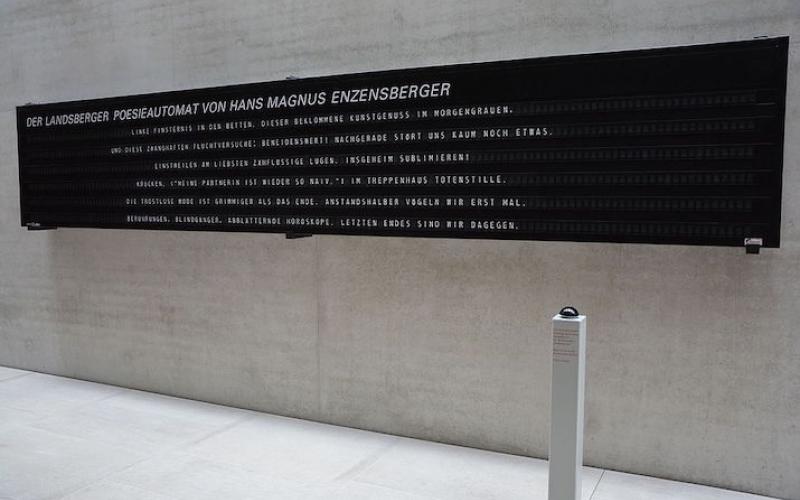 DER LANDSBERGER POESIEAUTOMAT VON HANS MAGNUS ENZENSBERGER
LINKE FINSTERNIS IN DEN BETTEN. DIESER BEKLOMMENE KUNSTGENUSS IM MORGENGRAUEN.
UND DIESE ZWANGHAFTEN FLUCHTVERSUCHE: BENEIDENSWERT! NACHGERADE STÖRT UNS KAUM NOCH ETWAS.
EINSTWEILEN AM LIEBSTEN ZÄHFLÜSSIGE LÜGEN. INSGEHEIM SUBLIMIEREN!
("MEINE PARTNERIN IST WIEDER SO NAIV.") IM TREPPENHAUS TOTENSTILLE.
DIE TROSTLOSE MODE IST GRIMMIGER ALS DAS ENDE. ANSTANDSHALBER VÖGELN WIR ERST MAL.
BERÜHRUNGEN. BLINDGÄNGER. ABBLÄTTERNDE HOROSKOPE. LETZTEN ENDES SIND WIR DAGEGEN.